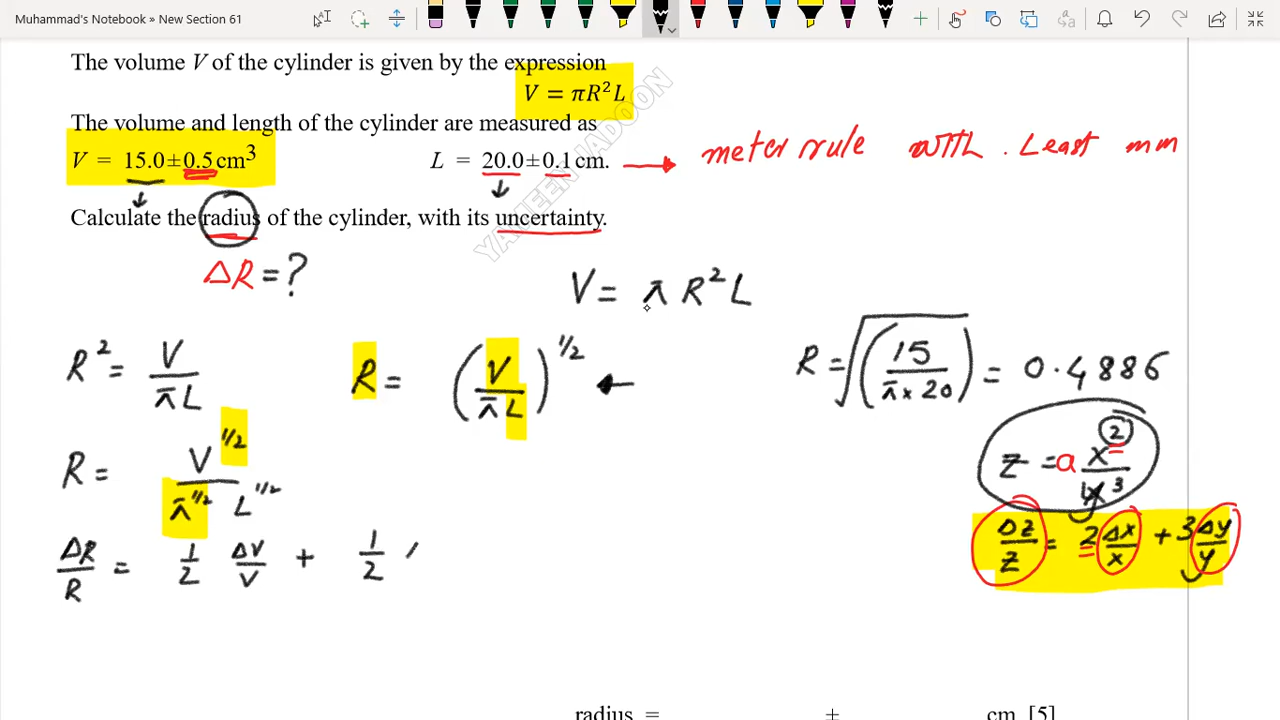 Muhammad's Notebook » New Section 61
The volume V of the cylinder is given by the expression
V = πR²L
The volume and length of the cylinder are measured as
V = 15.0 ± 0.5 cm³ L = 20.0 ± 0.1 cm. → meter rule with . Least mm
Calculate the radius of the cylinder, with its uncertainty.
YAMEEN MADOON
ΔR = ?
V = π R² L
R² = V / πL
R = (V / πL)^1/2 ←
R = √(15 / π × 20) = 0.4886
R = V^1/2 / π^1/2 L^1/2
z = a x² / y³
ΔR/R = 1/2 ΔV/V + 1/2
Δz/z = 2 Δx/x + 3 Δy/y
radius = ± cm [5]